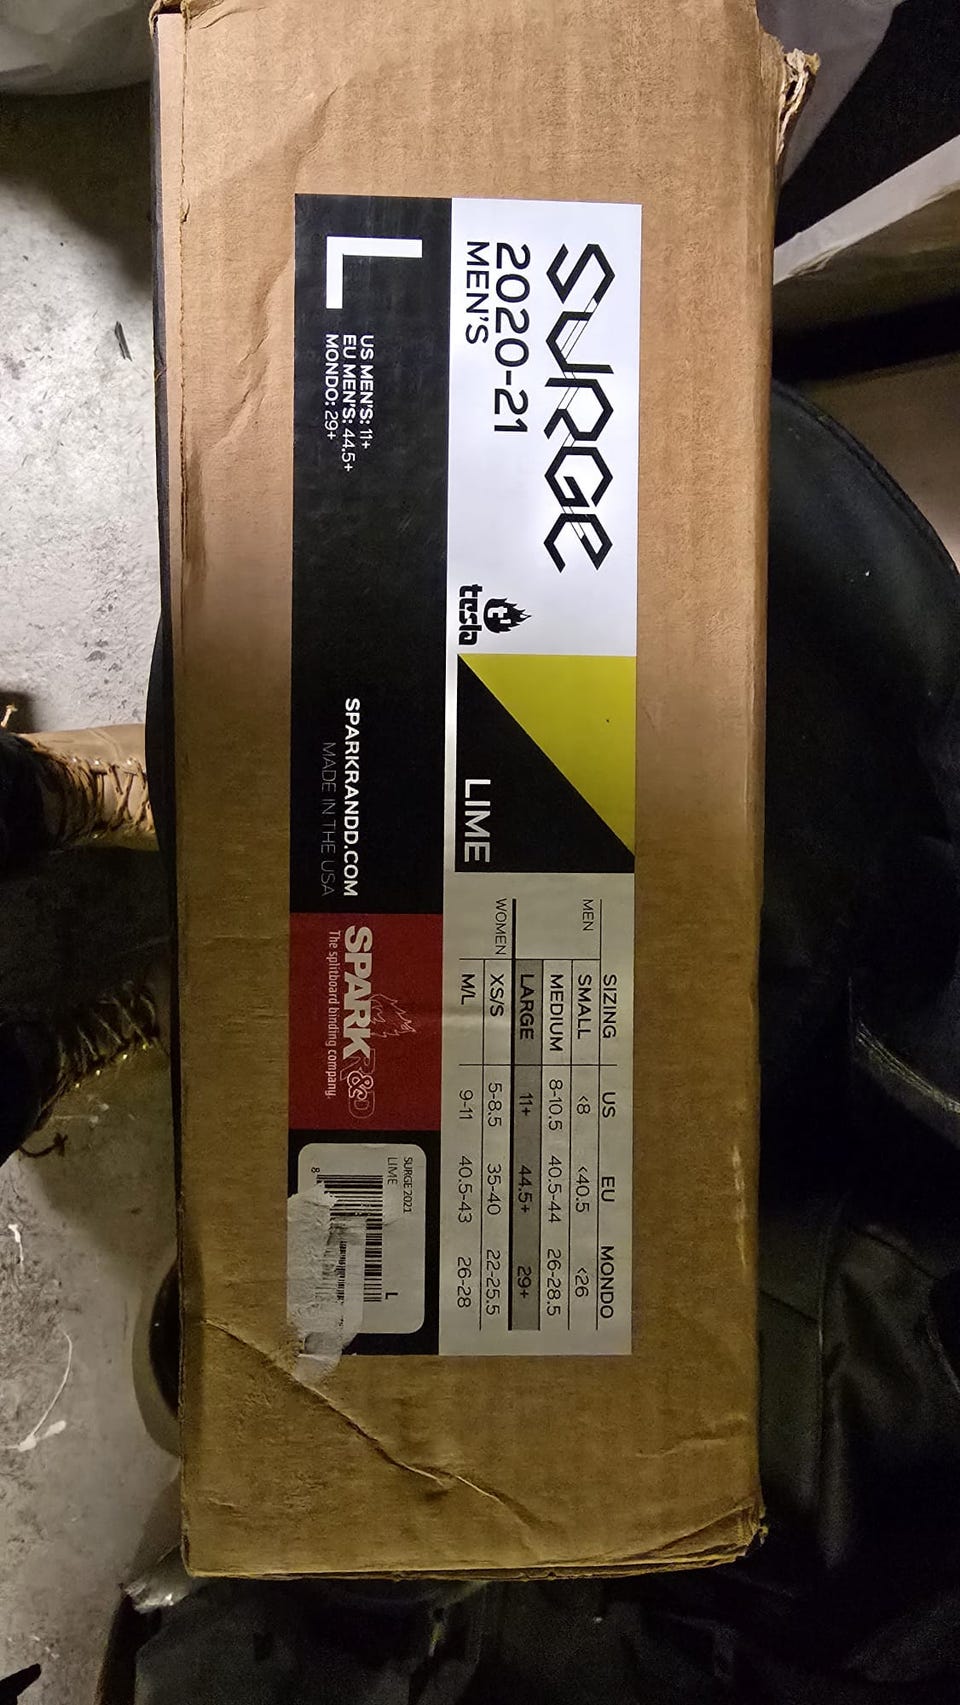 SURGE
2020-21
MEN'S
tesla
LIME
L
US MEN'S: 11+
EU MEN'S: 44.5+
MONDO: 29+
SPARKRANDD.COM
MADE IN THE USA
SPARK R&D
The splitboard binding company.
SIZING US EU MONDO
MEN SMALL <8 <40.5 <26
MEDIUM 8-10.5 40.5-44 26-28.5
LARGE 11+ 44.5+ 29+
WOMEN XS/S 5-8.5 35-40 22-25.5
M/L 9-11 40.5-43 26-28
SURGE 2021
LIME L
8